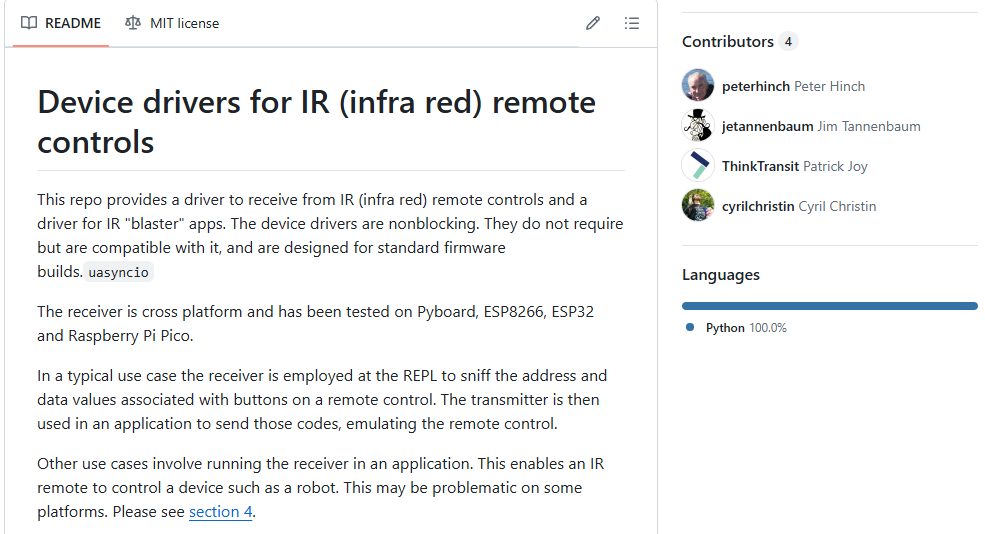 README
MIT license
Device drivers for IR (infra red) remote
controls
This repo provides a driver to receive from IR (infra red) remote controls and a
driver for IR "blaster" apps. The device drivers are nonblocking. They do not require
but are compatible with it, and are designed for standard firmware
builds. uasyncio
The receiver is cross platform and has been tested on Pyboard, ESP8266, ESP32
and Raspberry Pi Pico.
In a typical use case the receiver is employed at the REPL to sniff the address and
data values associated with buttons on a remote control. The transmitter is then
used in an application to send those codes, emulating the remote control.
Other use cases involve running the receiver in an application. This enables an IR
remote to control a device such as a robot. This may be problematic on some
platforms. Please see section 4.
Contributors 4
peterhinch Peter Hinch
jetannenbaum Jim Tannenbaum
ThinkTransit Patrick Joy
cyrilchristin Cyril Christin
Languages
Python 100.0%